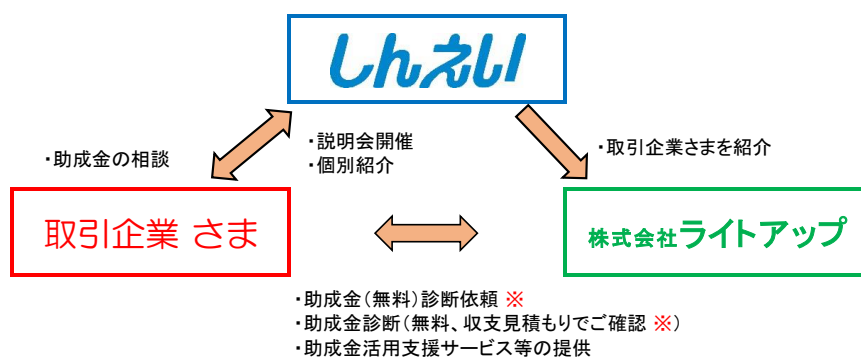 しんえい
・助成金の相談
・説明会開催
・個別紹介
・取引企業さまを紹介
取引企業 さま
株式会社ライトアップ
・助成金（無料）診断依頼 ※
・助成金診断（無料、収支見積もりでご確認 ※）
・助成金活用支援サービス等の提供